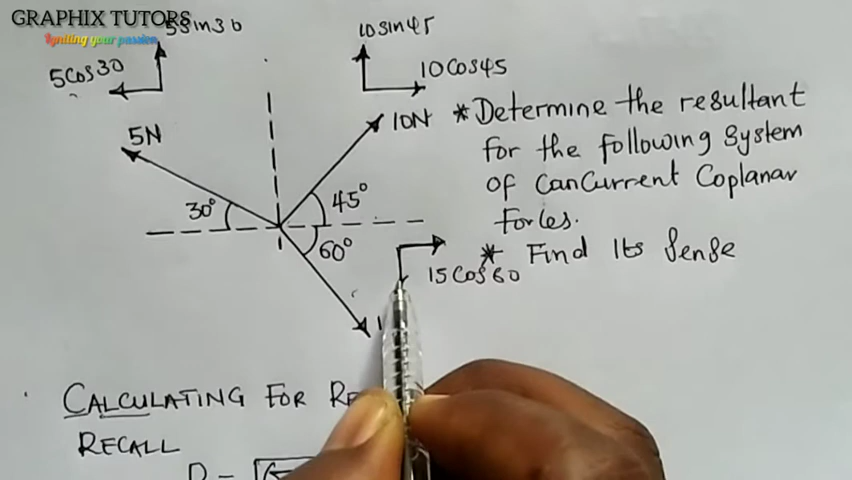 GRAPHIX TUTORS
Igniting your passion
5sin30
10sin45
5cos30
10cos45
5N
10N
30°
45°
60°
15cos60
*Determine the resultant
for the following system
of Concurrent Coplanar
forces.
* Find Its Sense
CALCULATING FOR
RECALL